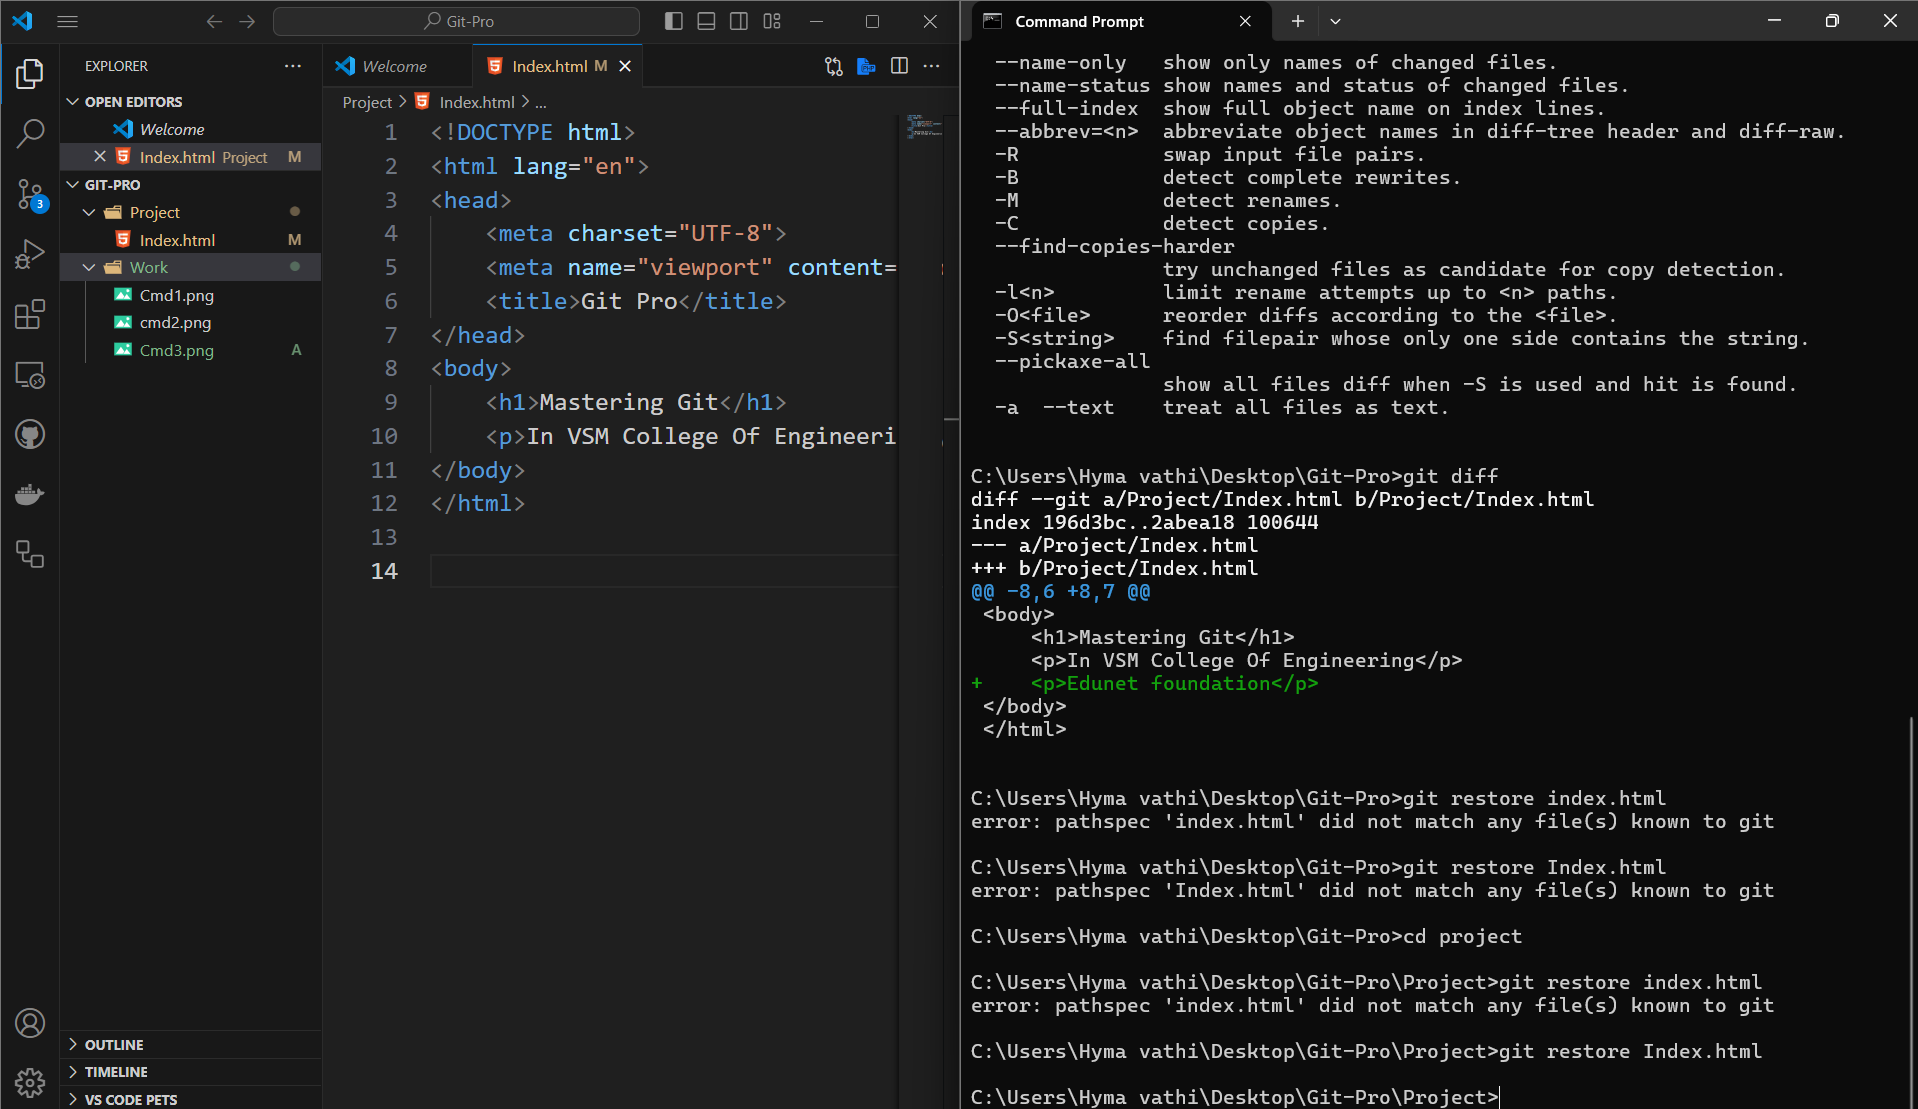 Git-Pro
EXPLORER
OPEN EDITORS
Welcome
Index.html Project M
GIT-PRO
Project
Index.html M
Work
Cmd1.png
cmd2.png
Cmd3.png A
3
OUTLINE
TIMELINE
VS CODE PETS
Welcome
Index.html M
Project > Index.html > ...
1 <!DOCTYPE html>
2 <html lang="en">
3 <head>
4 <meta charset="UTF-8">
5 <meta name="viewport" content=
6 <title>Git Pro</title>
7 </head>
8 <body>
9 <h1>Mastering Git</h1>
10 <p>In VSM College Of Engineeri
11 </body>
12 </html>
13
14
Command Prompt
--name-only show only names of changed files.
--name-status show names and status of changed files.
--full-index show full object name on index lines.
--abbrev=<n> abbreviate object names in diff-tree header and diff-raw.
-R swap input file pairs.
-B detect complete rewrites.
-M detect renames.
-C detect copies.
--find-copies-harder
try unchanged files as candidate for copy detection.
-l<n> limit rename attempts up to <n> paths.
-O<file> reorder diffs according to the <file>.
-S<string> find filepair whose only one side contains the string.
--pickaxe-all
show all files diff when -S is used and hit is found.
-a --text treat all files as text.
C:\Users\Hyma vathi\Desktop\Git-Pro>git diff
diff --git a/Project/Index.html b/Project/Index.html
index 196d3bc..2abea18 100644
--- a/Project/Index.html
+++ b/Project/Index.html
@@ -8,6 +8,7 @@
<body>
<h1>Mastering Git</h1>
<p>In VSM College Of Engineering</p>
+ <p>Edunet foundation</p>
</body>
</html>
C:\Users\Hyma vathi\Desktop\Git-Pro>git restore index.html
error: pathspec 'index.html' did not match any file(s) known to git
C:\Users\Hyma vathi\Desktop\Git-Pro>git restore Index.html
error: pathspec 'Index.html' did not match any file(s) known to git
C:\Users\Hyma vathi\Desktop\Git-Pro>cd project
C:\Users\Hyma vathi\Desktop\Git-Pro\Project>git restore index.html
error: pathspec 'index.html' did not match any file(s) known to git
C:\Users\Hyma vathi\Desktop\Git-Pro\Project>git restore Index.html
C:\Users\Hyma vathi\Desktop\Git-Pro\Project>